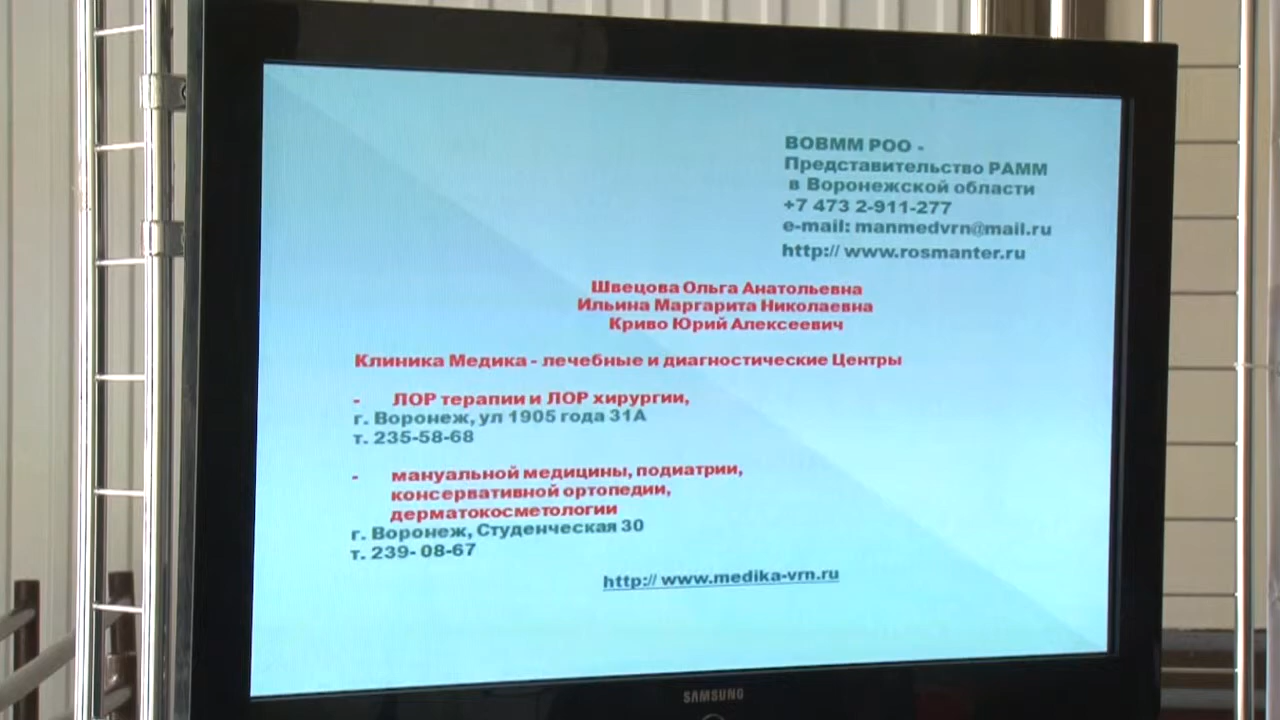 ВОВММ РОО -
Представительство РАММ
в Воронежской области
+7 473 2-911-277
e-mail: manmedvrn@mail.ru
http:// www.rosmanter.ru
Швецова Ольга Анатольевна
Ильина Маргарита Николаевна
Криво Юрий Алексеевич
Клиника Медика - лечебные и диагностические Центры
- ЛОР терапии и ЛОР хирургии,
г. Воронеж, ул 1905 года 31А
т. 235-58-68
- мануальной медицины, подиатрии,
консервативной ортопедии,
дерматокосметологии
г. Воронеж, Студенческая 30
т. 239- 08-67
http:// www.medika-vrn.ru
SAMSUNG